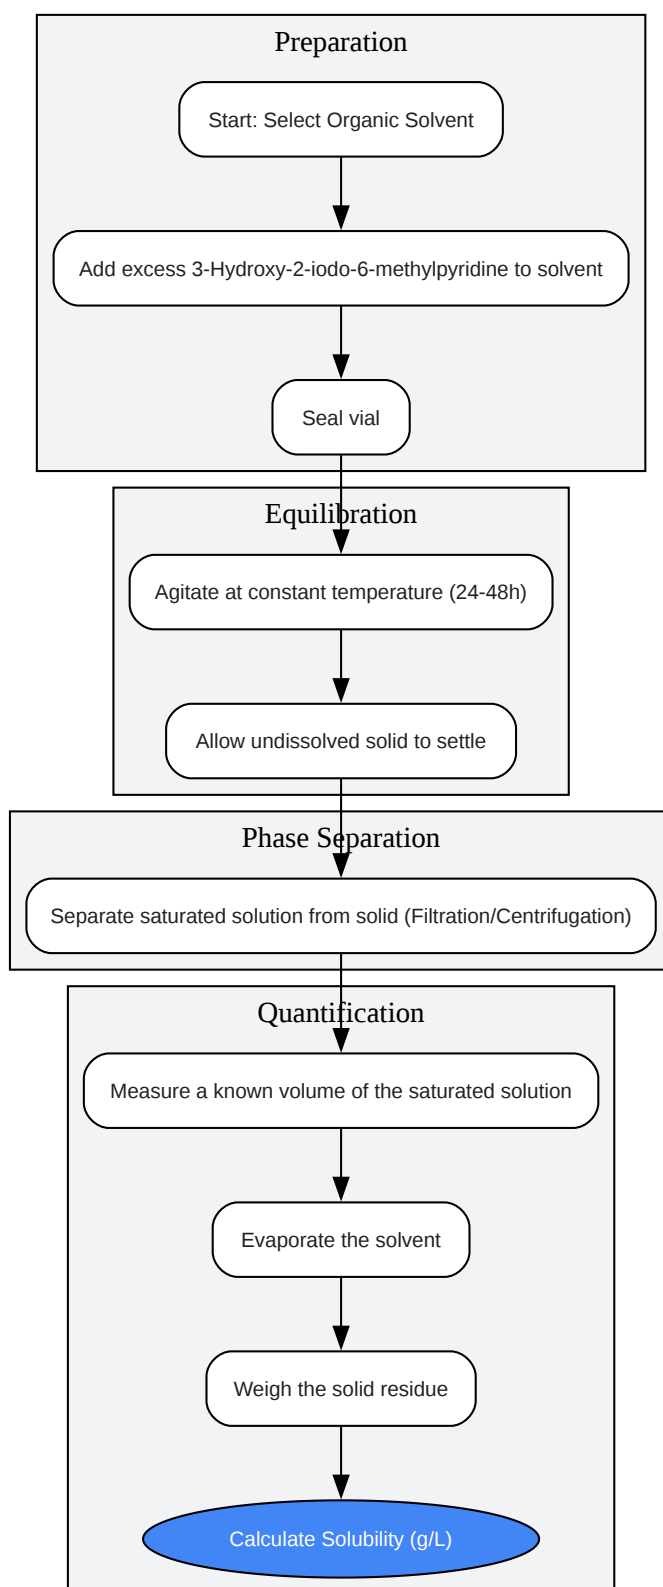 Preparation
Start: Select Organic Solvent
Add excess 3-Hydroxy-2-iodo-6-methylpyridine to solvent
Seal vial
Equilibration
Agitate at constant temperature (24-48h)
Allow undissolved solid to settle
Phase Separation
Separate saturated solution from solid (Filtration/Centrifugation)
Quantification
Measure a known volume of the saturated solution
Evaporate the solvent
Weigh the solid residue
Calculate Solubility (g/L)